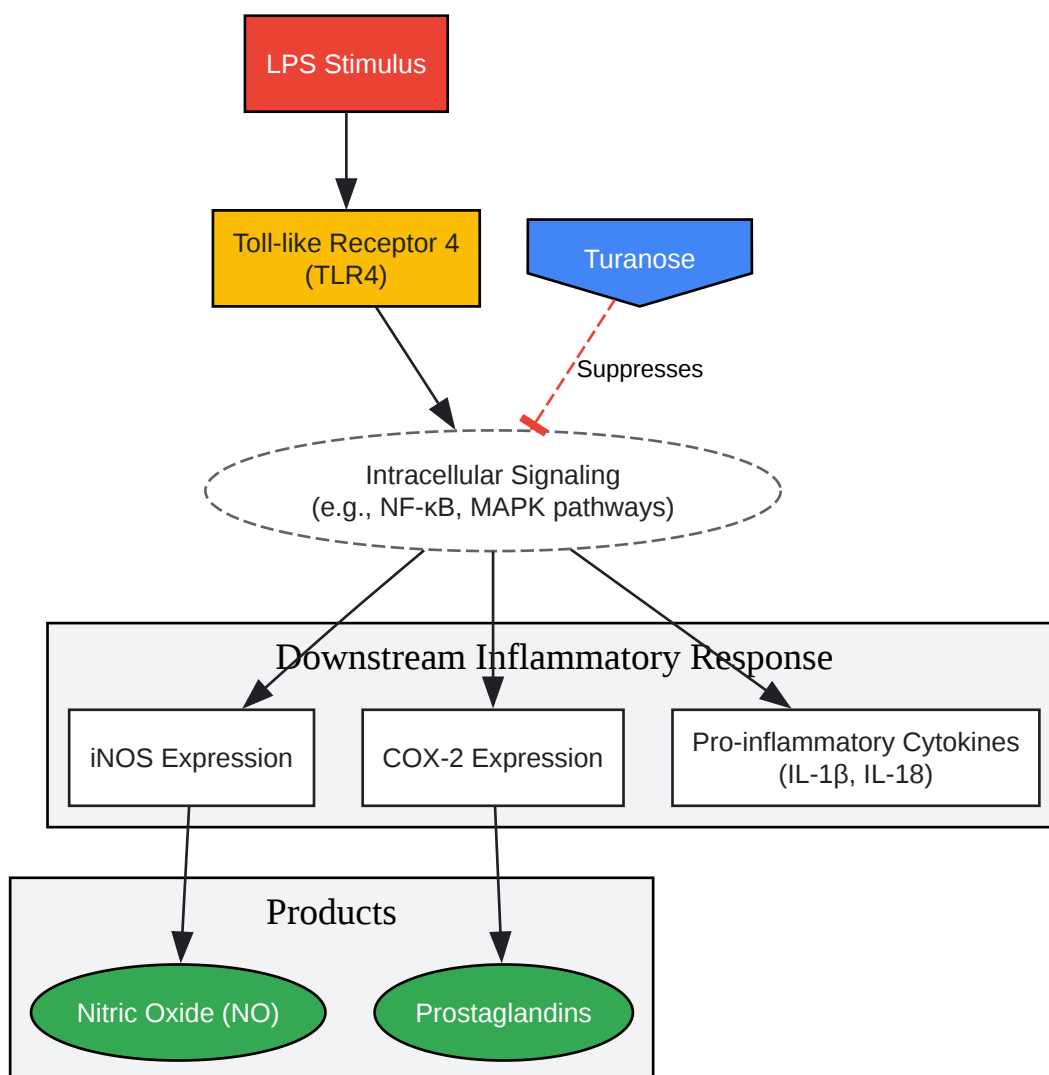 LPS Stimulus
Toll-like Receptor 4
(TLR4)
Turanose
Suppresses
Intracellular Signaling
(e.g., NF-κB, MAPK pathways)
Downstream Inflammatory Response
iNOS Expression
COX-2 Expression
Pro-inflammatory Cytokines
(IL-1β, IL-18)
Products
Nitric Oxide (NO)
Prostaglandins